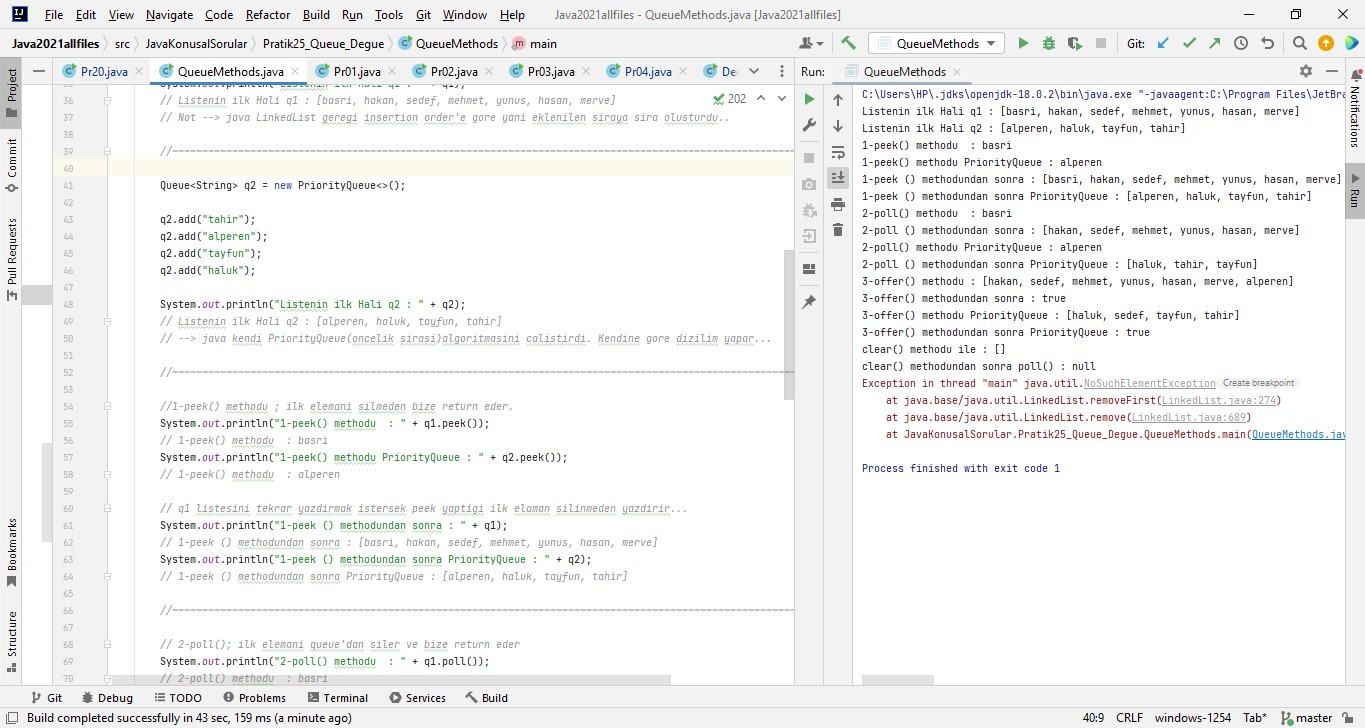 File Edit View Navigate Code Refactor Build Run Tools Git Window Help Java2021allfiles - QueueMethods.java [Java2021allfiles]
Java2021allfiles src JavaKonusalSorular Pratik25_Queue_Degue QueueMethods main QueueMethods Git:
Project
Commit
Pull Requests
Bookmarks
Structure
Pr20.java QueueMethods.java Pr01.java Pr02.java Pr03.java Pr04.java De
202
36 // Listenin ilk Hali q1 : [basri, hakan, sedef, mehmet, yunus, hasan, merve]
37 // Not --> java LinkedList geregi insertion order'e gore yani eklenilen siraya sira olusturdu..
38
39 //
40
41 Queue<String> q2 = new PriorityQueue<>();
42
43 q2.add("tahir");
44 q2.add("alperen");
45 q2.add("tayfun");
46 q2.add("haluk");
47
48 System.out.println("Listenin ilk Hali q2 : " + q2);
49 // Listenin ilk Hali q2 : [alperen, haluk, tayfun, tahir]
50 // --> java kendi PriorityQueue(oncelik sirasi)algoritmasini calistirdi. Kendine gore dizilim yapar...
51
52 //
53
54 //1-peek() methodu ; ilk elemani silmeden bize return eder.
55 System.out.println("1-peek() methodu  : " + q1.peek());
56 // 1-peek() methodu  : basri
57 System.out.println("1-peek() methodu PriorityQueue : " + q2.peek());
58 // 1-peek() methodu  : alperen
59
60 // q1 listesini tekrar yazdirmak istersek peek yaptigi ilk elaman silinmeden yazdirir...
61 System.out.println("1-peek () methodundan sonra : " + q1);
62 // 1-peek () methodundan sonra : [basri, hakan, sedef, mehmet, yunus, hasan, merve]
63 System.out.println("1-peek () methodundan sonra PriorityQueue : " + q2);
64 // 1-peek () methodundan sonra PriorityQueue : [alperen, haluk, tayfun, tahir]
65
66 //
67
68 // 2-poll(); ilk elemani queue'dan siler ve bize return eder
69 System.out.println("2-poll() methodu  : " + q1.poll());
70 // 2-poll() methodu : basri
Run: QueueMethods
C:\Users\HP\.jdks\openjdk-18.0.2\bin\java.exe "-javaagent:C:\Program Files\JetBra
Listenin ilk Hali q1 : [basri, hakan, sedef, mehmet, yunus, hasan, merve]
Listenin ilk Hali q2 : [alperen, haluk, tayfun, tahir]
1-peek() methodu  : basri
1-peek() methodu PriorityQueue : alperen
1-peek () methodundan sonra : [basri, hakan, sedef, mehmet, yunus, hasan, merve]
1-peek () methodundan sonra PriorityQueue : [alperen, haluk, tayfun, tahir]
2-poll() methodu  : basri
2-poll () methodundan sonra : [hakan, sedef, mehmet, yunus, hasan, merve]
2-poll() methodu PriorityQueue : alperen
2-poll () methodundan sonra PriorityQueue : [haluk, tahir, tayfun]
3-offer() methodu : [hakan, sedef, mehmet, yunus, hasan, merve, alperen]
3-offer() methodundan sonra : true
3-offer() methodu PriorityQueue : [haluk, sedef, tayfun, tahir]
3-offer() methodundan sonra PriorityQueue : true
clear() methodu ile : []
clear() methodundan sonra poll() : null
Exception in thread "main" java.util.NoSuchElementException Create breakpoint
at java.base/java.util.LinkedList.removeFirst(LinkedList.java:274)
at java.base/java.util.LinkedList.remove(LinkedList.java:689)
at JavaKonusalSorular.Pratik25_Queue_Degue.QueueMethods.main(QueueMethods.jav
Process finished with exit code 1
Notifications
Run
Git Debug TODO Problems Terminal Services Build
Build completed successfully in 43 sec, 159 ms (a minute ago) 40:9 CRLF windows-1254 Tab* master